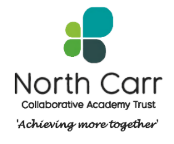 North Carr
Collaborative Academy Trust
'Achieving more together'